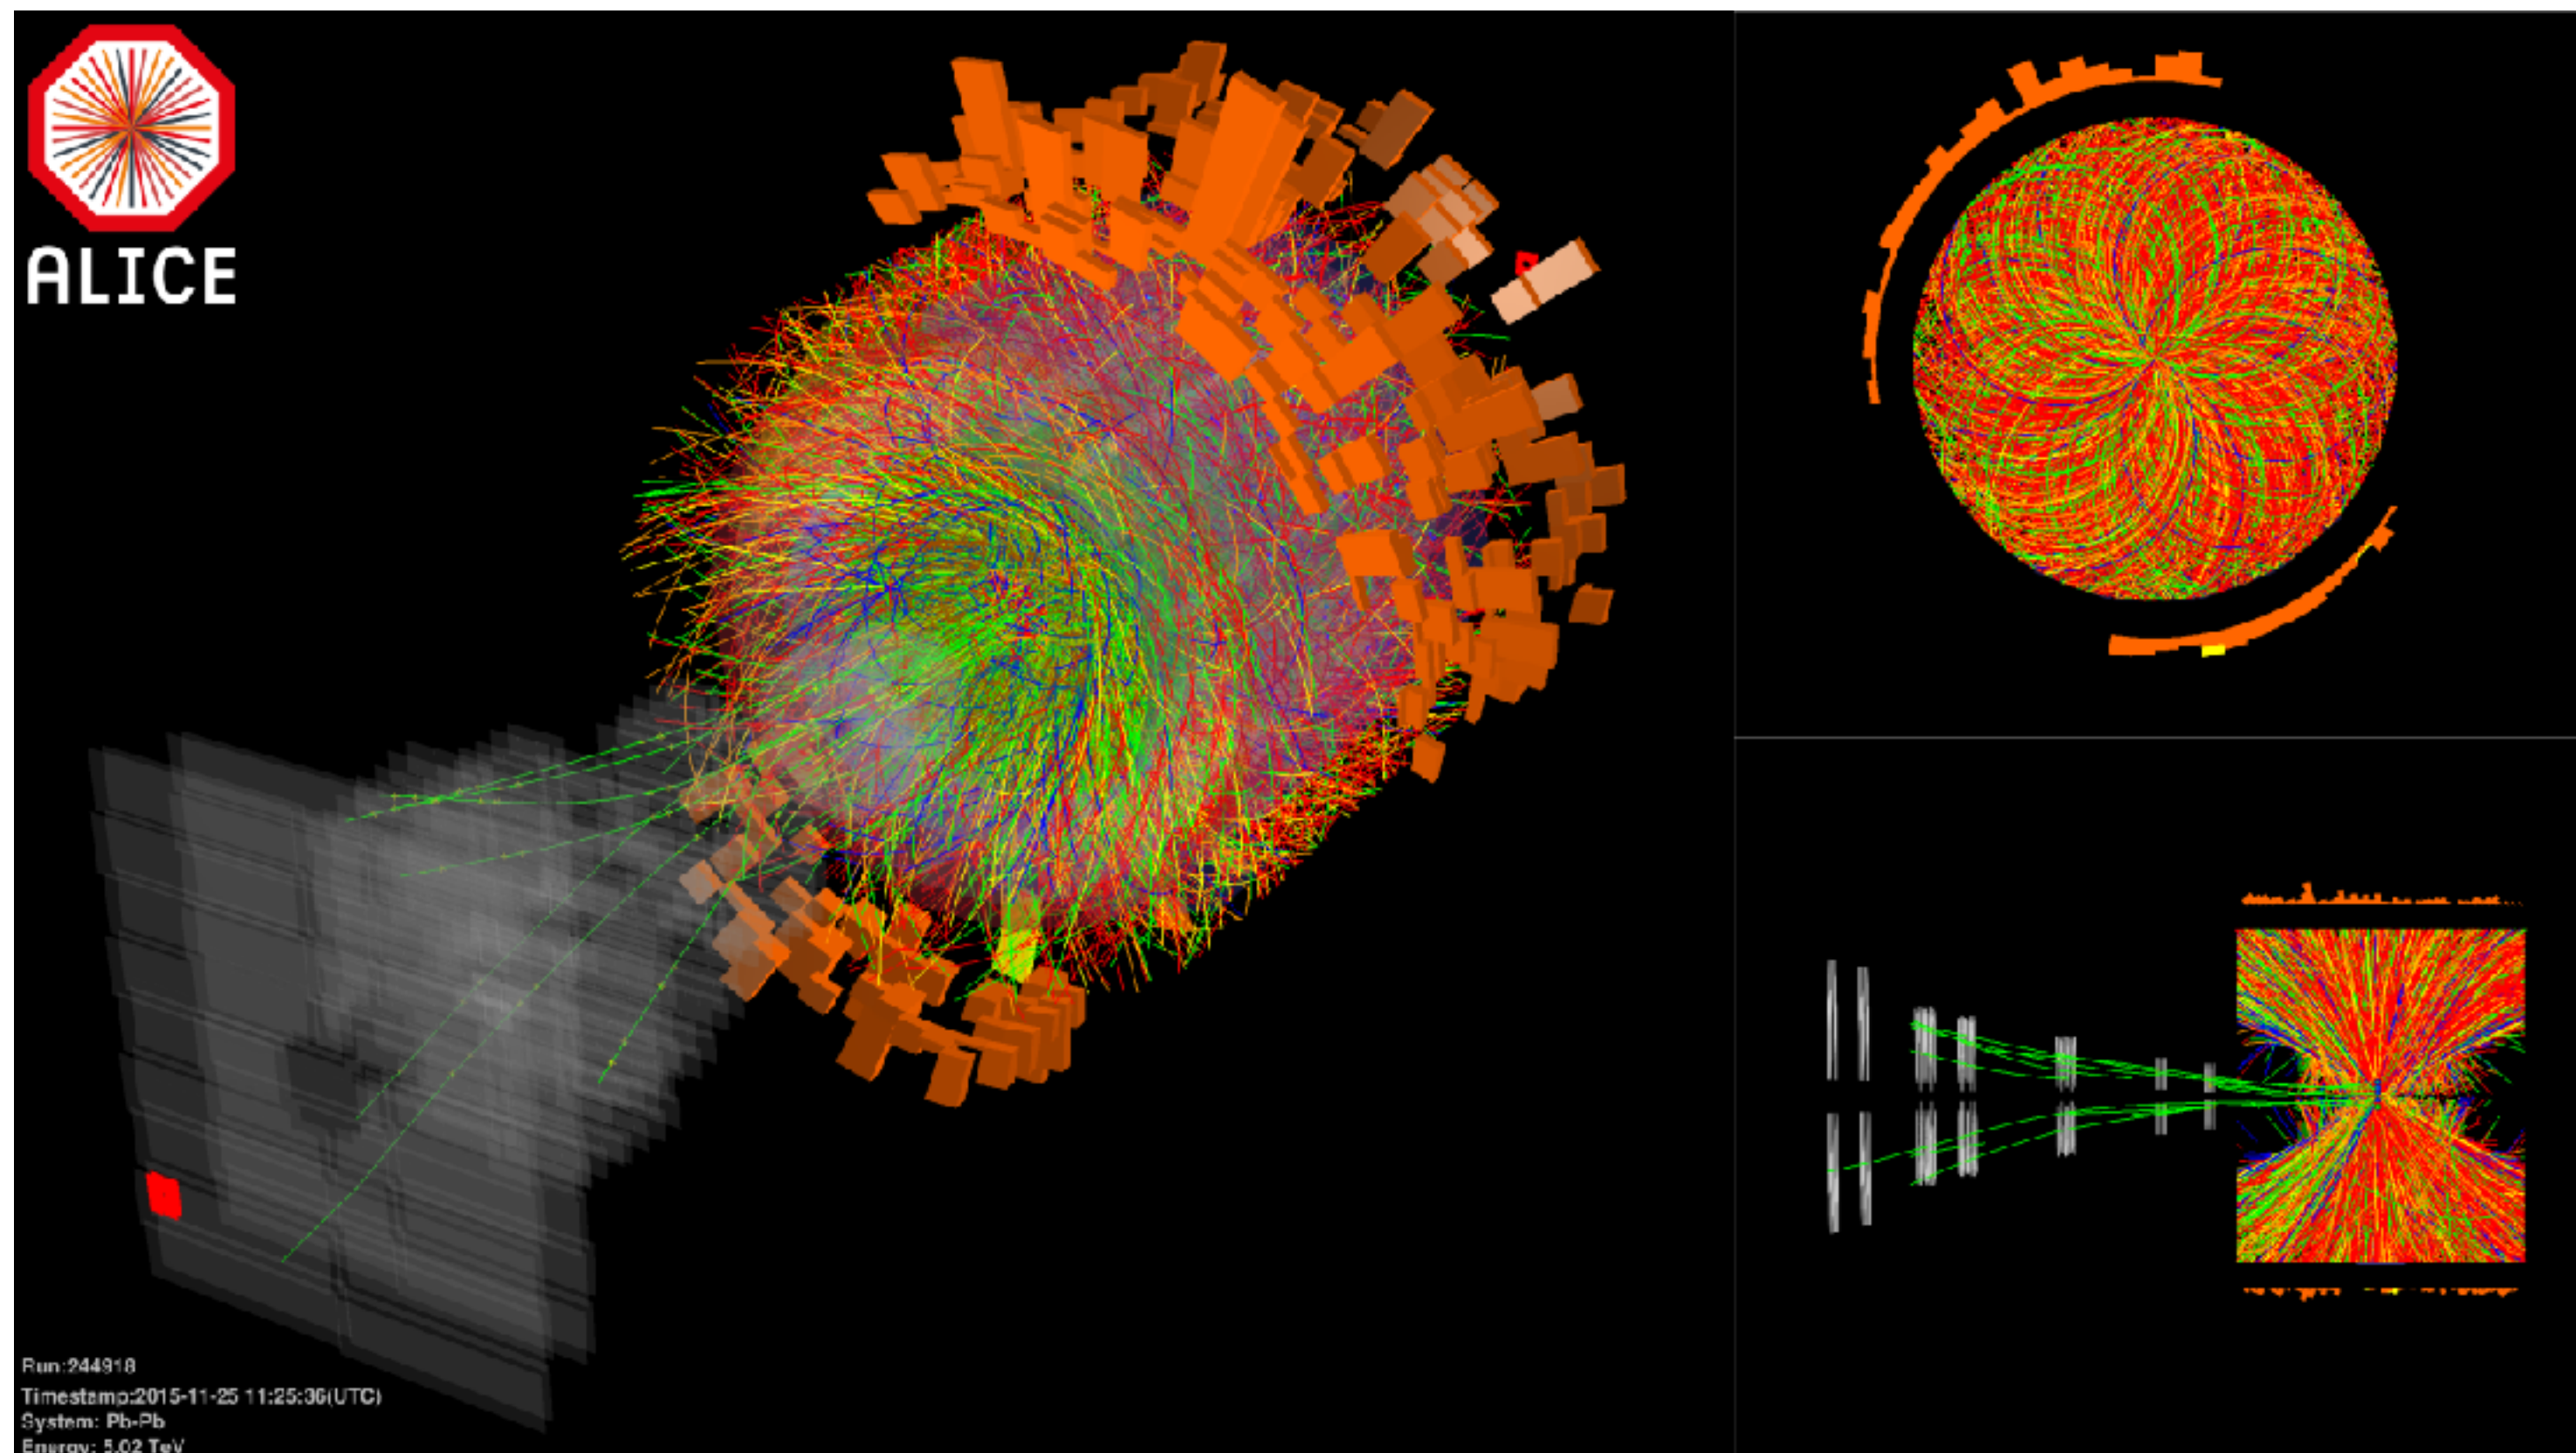 ALICE
Run:244918
Timestamp:2015-11-25 11:25:36(UTC)
System: Pb-Pb
Energy: 5.02 TeV